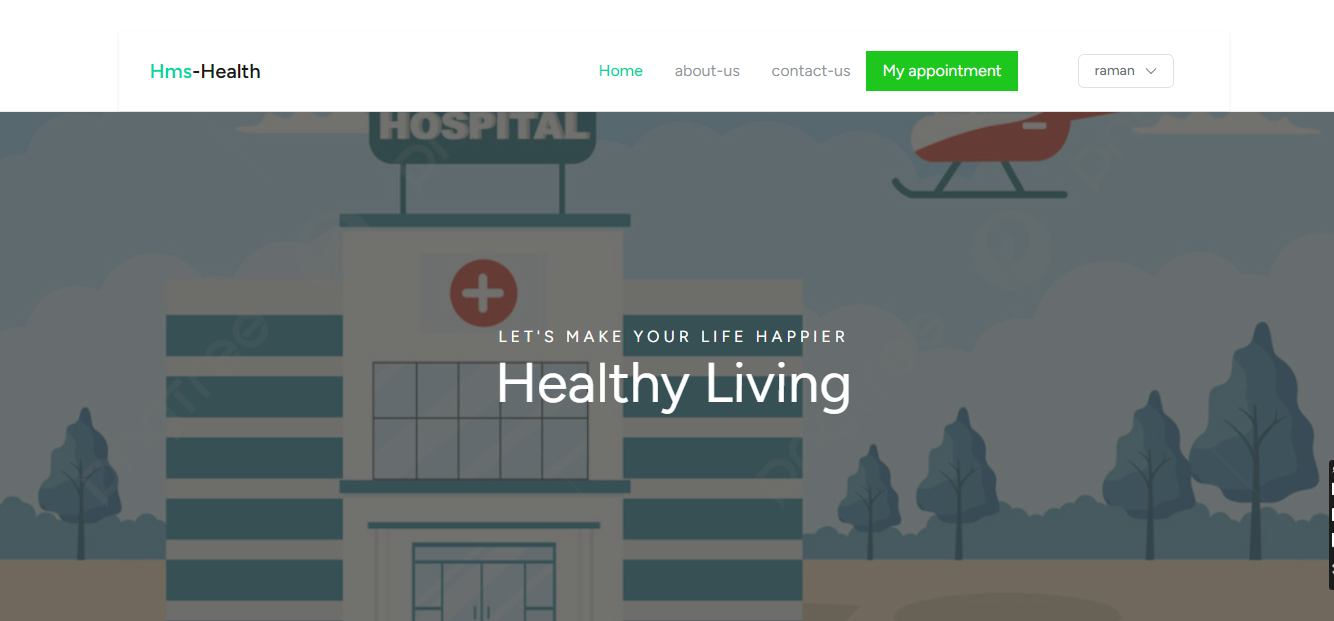 Hms-Health
Home about-us contact-us My appointment raman
HOSPITAL
LET'S MAKE YOUR LIFE HAPPIER
Healthy Living